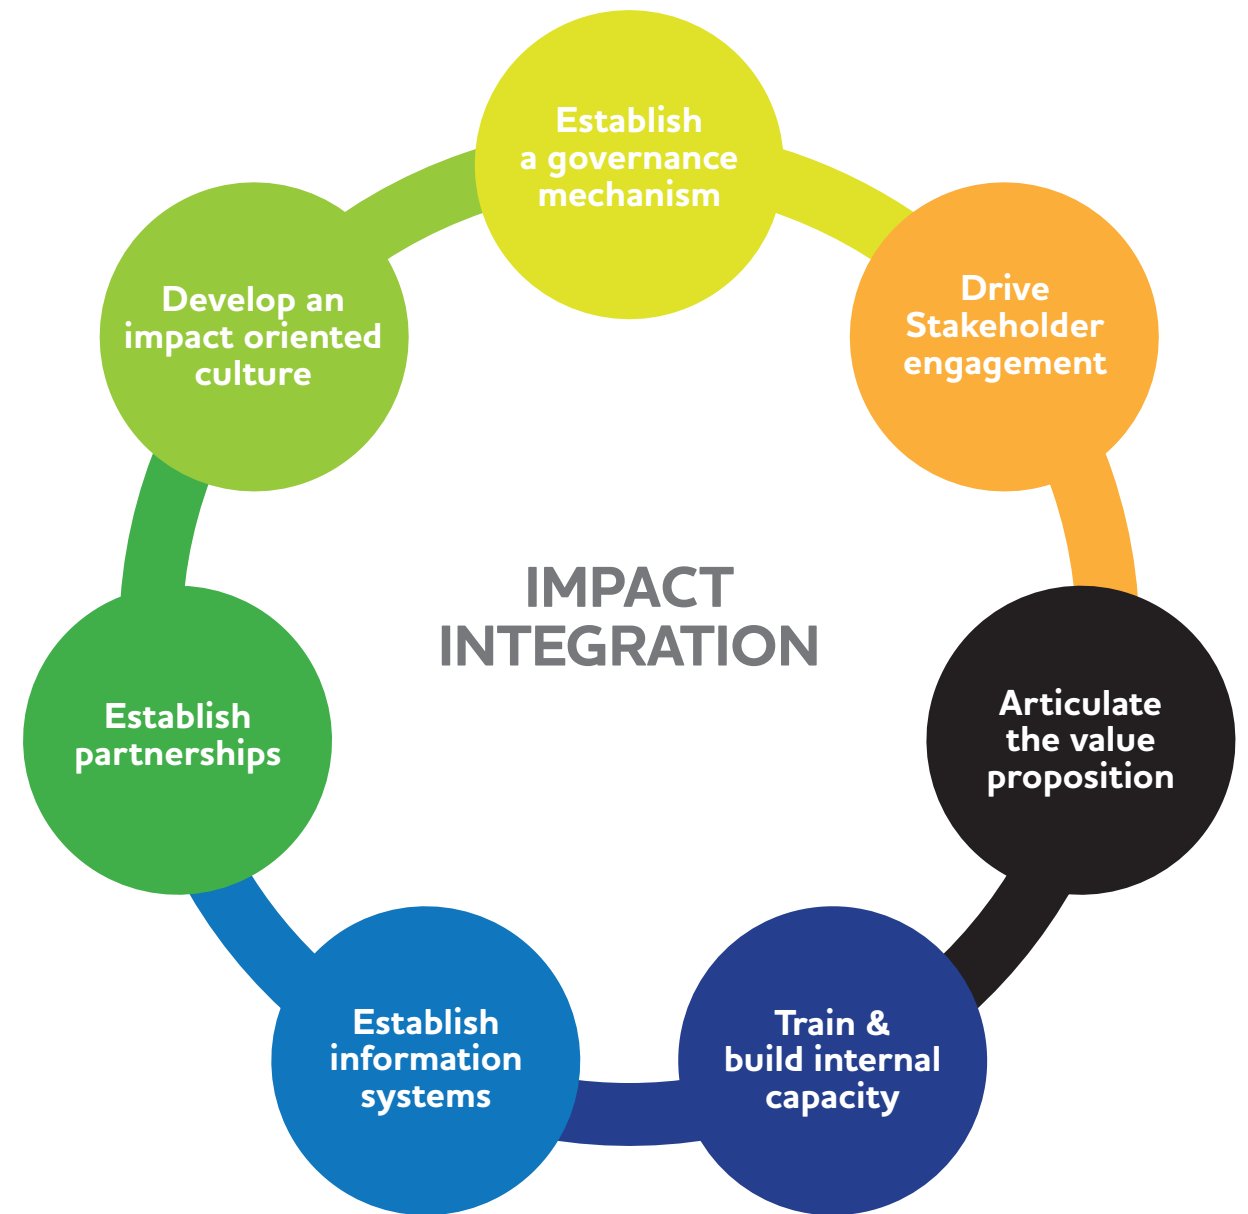 Establish
a governance
mechanism
Drive
Stakeholder
engagement
Develop an
impact oriented
culture
IMPACT
INTEGRATION
Articulate
the value
proposition
Establish
partnerships
Train &
build internal
capacity
Establish
information
systems